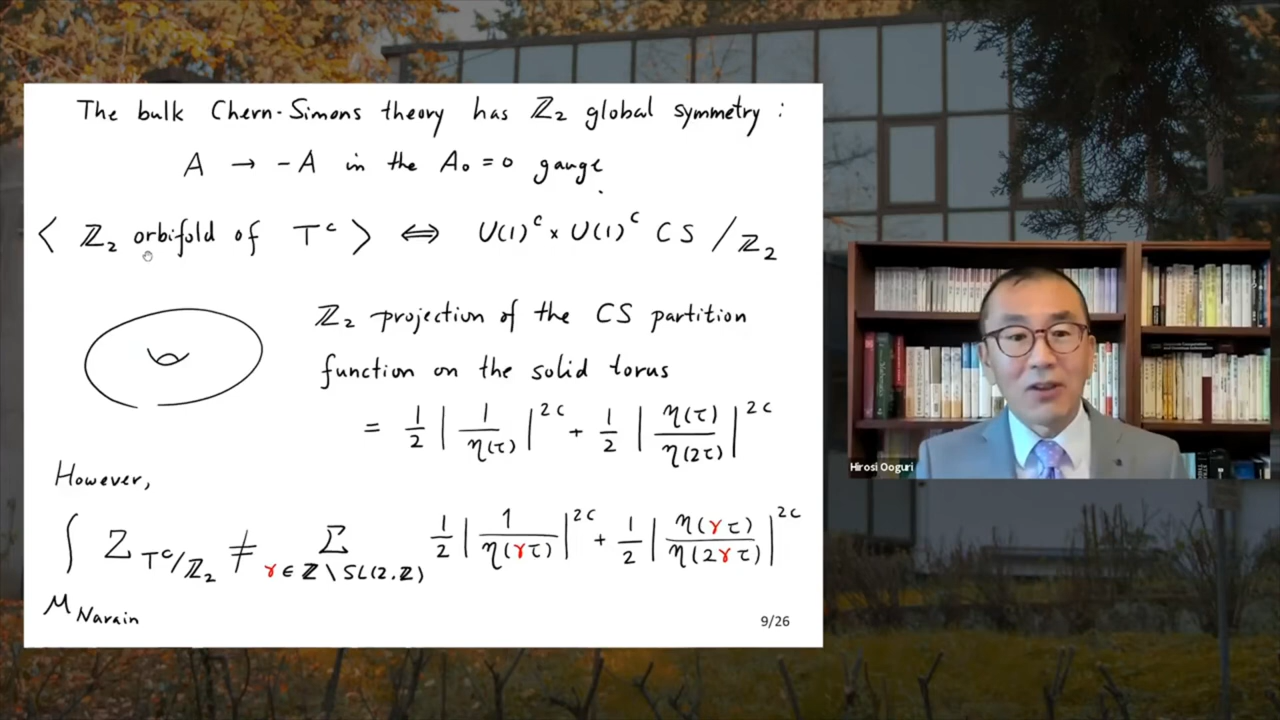 The bulk Chern-Simons theory has ℤ₂ global symmetry :
A → -A in the A₀ = 0 gauge.
⟨ ℤ₂ orbifold of Tᶜ ⟩ ⟺ U(1)ᶜ × U(1)ᶜ CS / ℤ₂
ℤ₂ projection of the CS partition
function on the solid torus
= 1/2 | 1/η(τ) |^2c + 1/2 | η(τ)/η(2τ) |^2c
However,
∫ Z_Tᶜ/ℤ₂ ≠ Σ 1/2 | 1/η(γτ) |^2c + 1/2 | η(γτ)/η(2γτ) |^2c
γ ∈ ℤ \ SL(2.ℤ)
M Narain
9/26
Hirosi Ooguri